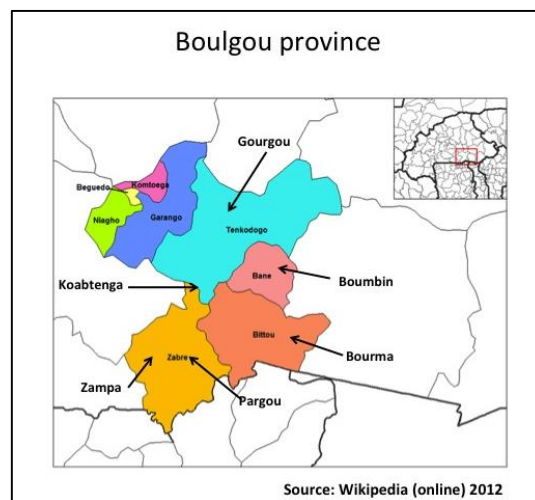 Boulgou province
Gourgou
Komtoega
Beguedo
Niagho
Garango
Tenkodogo
Koabtenga
Bane
Boumbin
Bittou
Bourma
Zabre
Zampa
Pargou
Source: Wikipedia (online) 2012